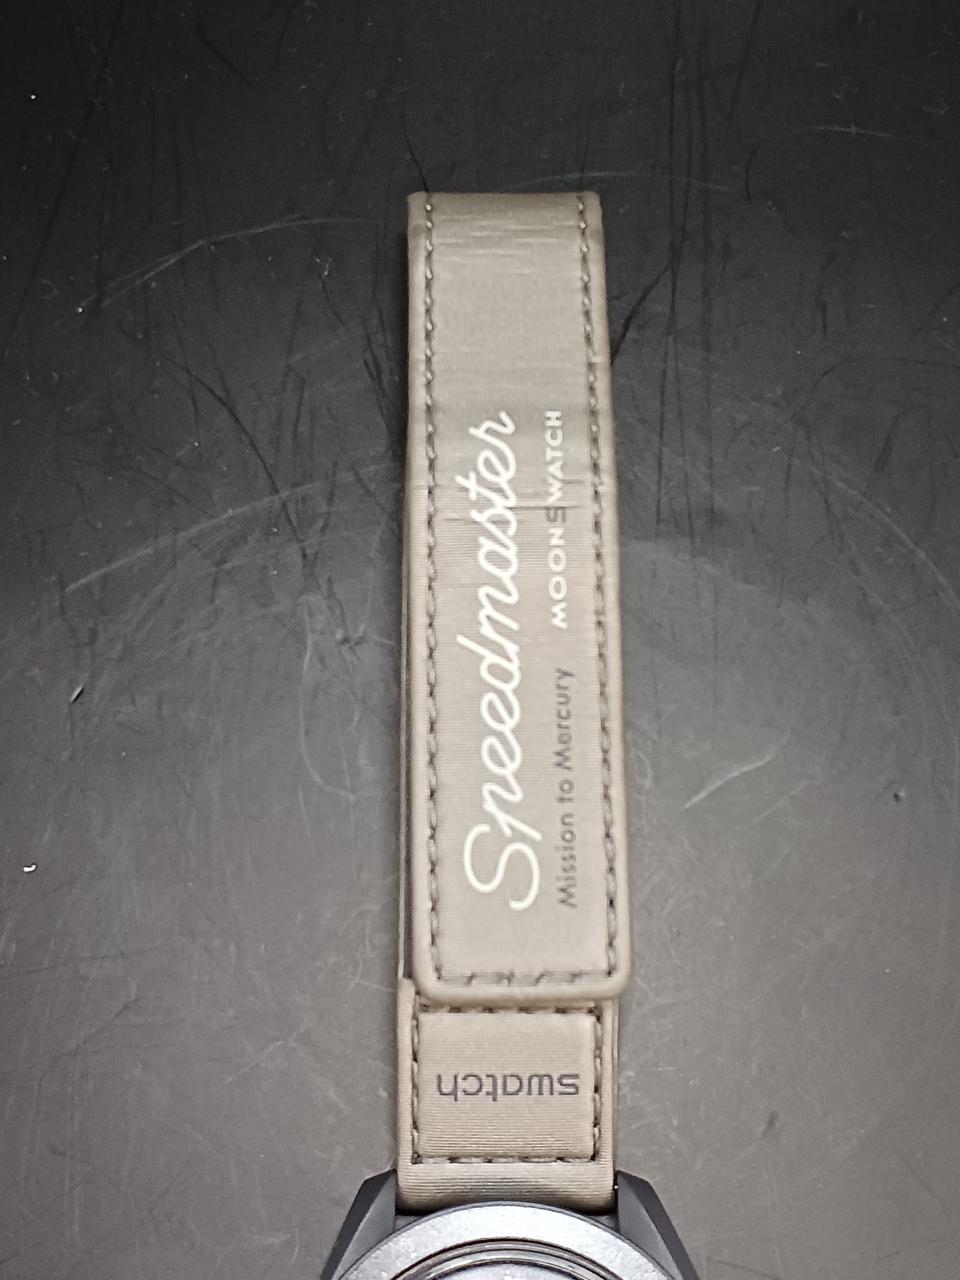 Speedmaster
Mission to Mercury MOONSWATCH
swatch